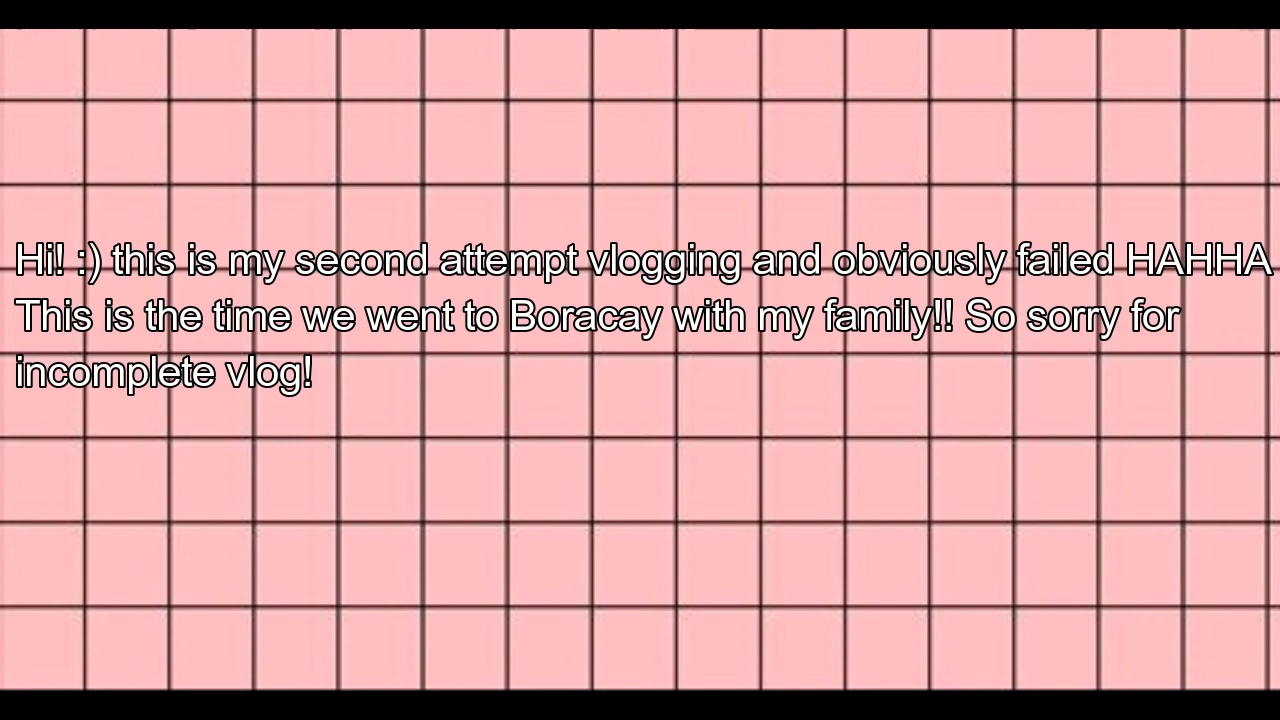 Hi! :) this is my second attempt vlogging and obviously failed HAHHA
This is the time we went to Boracay with my family!! So sorry for
incomplete vlog!